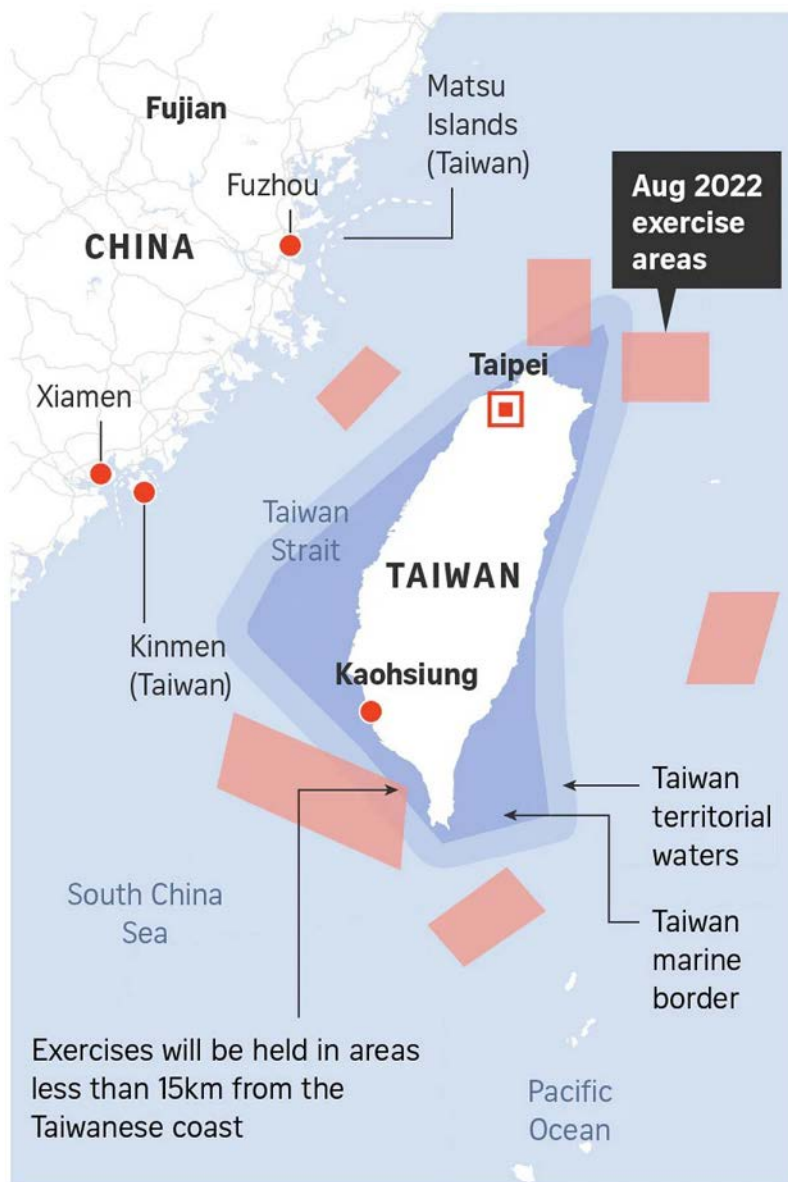 Fujian
Matsu
Islands
(Taiwan)
Fuzhou
CHINA
Aug 2022
exercise
areas
Taipei
Xiamen
Taiwan
Strait
TAIWAN
Kinmen
(Taiwan)
Kaohsiung
Taiwan
territorial
waters
South China
Sea
Taiwan
marine
border
Exercises will be held in areas
less than 15km from the
Taiwanese coast
Pacific
Ocean